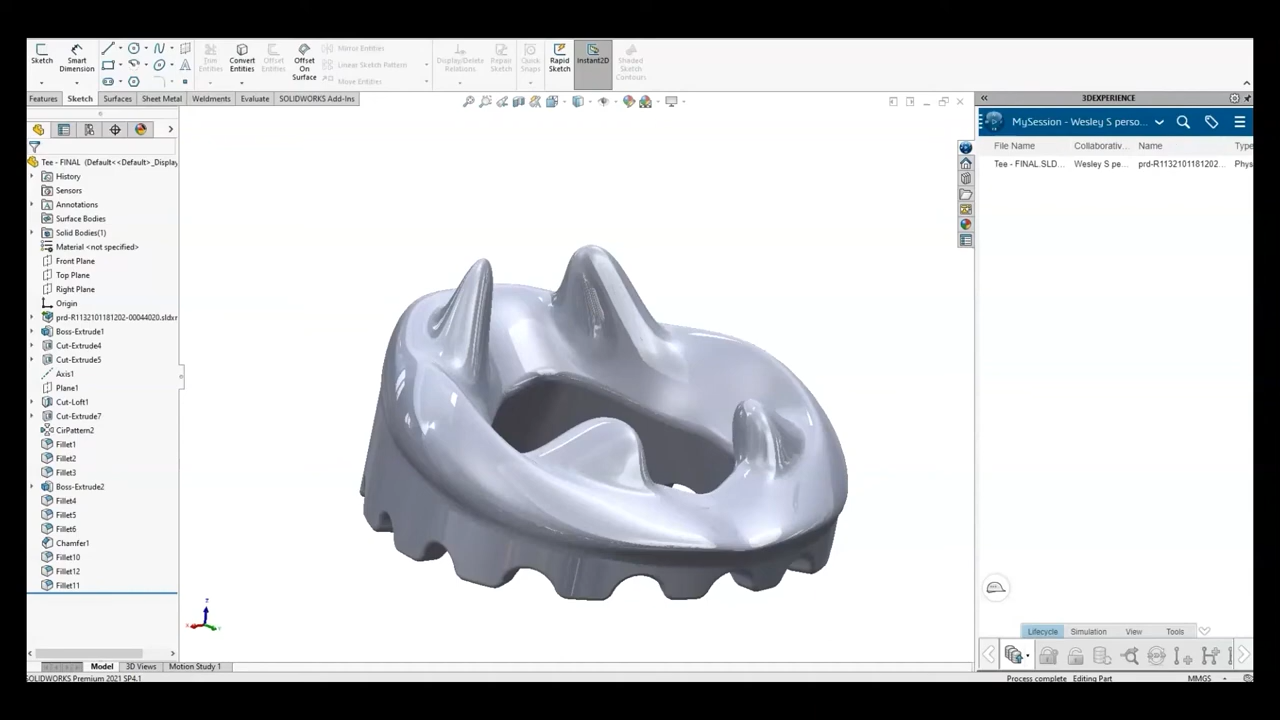 Sketch
Smart Dimension
Trim Entities
Convert Entities
Offset Entities
Offset On Surface
Mirror Entities
Linear Sketch Pattern
Move Entities
Display/Delete Relations
Repair Sketch
Quick Snaps
Rapid Sketch
Instant2D
Shaded Sketch Contours
Features Sketch Surfaces Sheet Metal Weldments Evaluate SOLIDWORKS Add-Ins
3DEXPERIENCE
MySession - Wesley S perso...
File Name Collaborativ... Name Type
Tee - FINAL.SLD... Wesley S pe... prd-R1132101181202... Phys
Tee - FINAL (Default<<Default>_Display
History
Sensors
Annotations
Surface Bodies
Solid Bodies(1)
Material <not specified>
Front Plane
Top Plane
Right Plane
Origin
prd-R1132101181202-00044020.sldxr
Boss-Extrude1
Cut-Extrude4
Cut-Extrude5
Axis1
Plane1
Cut-Loft1
Cut-Extrude7
CirPattern2
Fillet1
Fillet2
Fillet3
Boss-Extrude2
Fillet4
Fillet5
Fillet6
Chamfer1
Fillet10
Fillet12
Fillet11
Z
X
Y
Lifecycle Simulation View Tools
Model 3D Views Motion Study 1
SOLIDWORKS Premium 2021 SP4.1
Process complete Editing Part MMGS